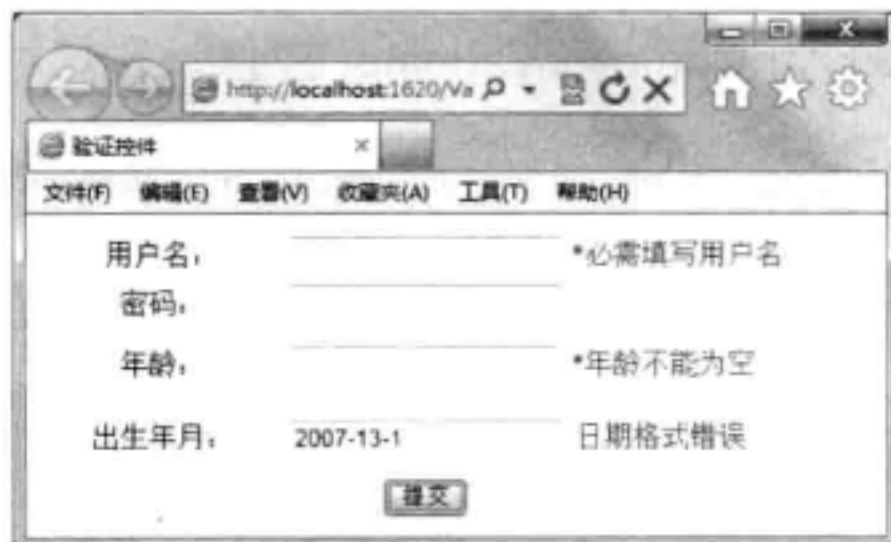 http://localhost:1620/Va
验证控件
文件(F) 编辑(E) 查看(V) 收藏夹(A) 工具(T) 帮助(H)
用户名： *必需填写用户名
密码：
年龄： *年龄不能为空
出生年月： 2007-13-1 日期格式错误
提交